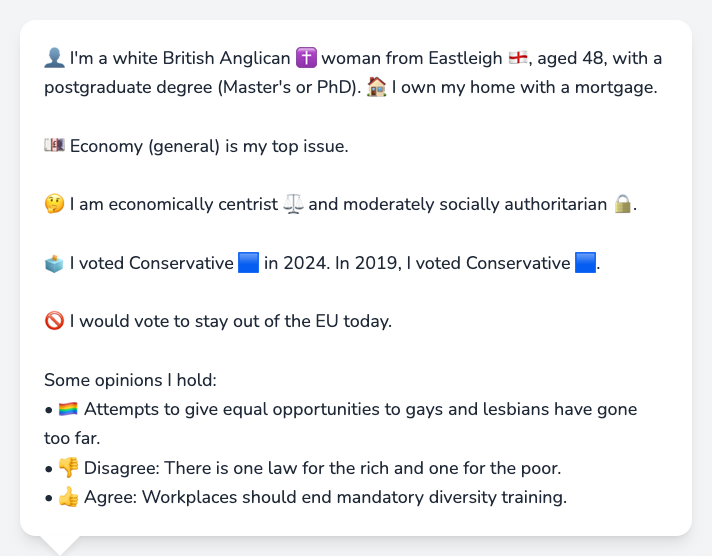 👤 I'm a white British Anglican ✝️ woman from Eastleigh 🏴󠁧󠁢󠁥󠁮󠁧󠁿, aged 48, with a
postgraduate degree (Master's or PhD). 🏠 I own my home with a mortgage.
💷 Economy (general) is my top issue.
🤔 I am economically centrist ⚖️ and moderately socially authoritarian 🔒.
🗳️ I voted Conservative 🟦 in 2024. In 2019, I voted Conservative 🟦.
🚫 I would vote to stay out of the EU today.
Some opinions I hold:
• 🏳️‍🌈 Attempts to give equal opportunities to gays and lesbians have gone
too far.
• 👎 Disagree: There is one law for the rich and one for the poor.
• 👍 Agree: Workplaces should end mandatory diversity training.